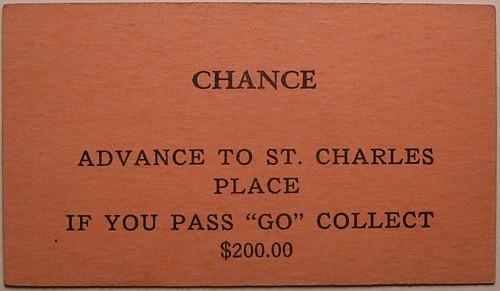 CHANCE
ADVANCE TO ST. CHARLES
PLACE
IF YOU PASS “GO” COLLECT
$200.00